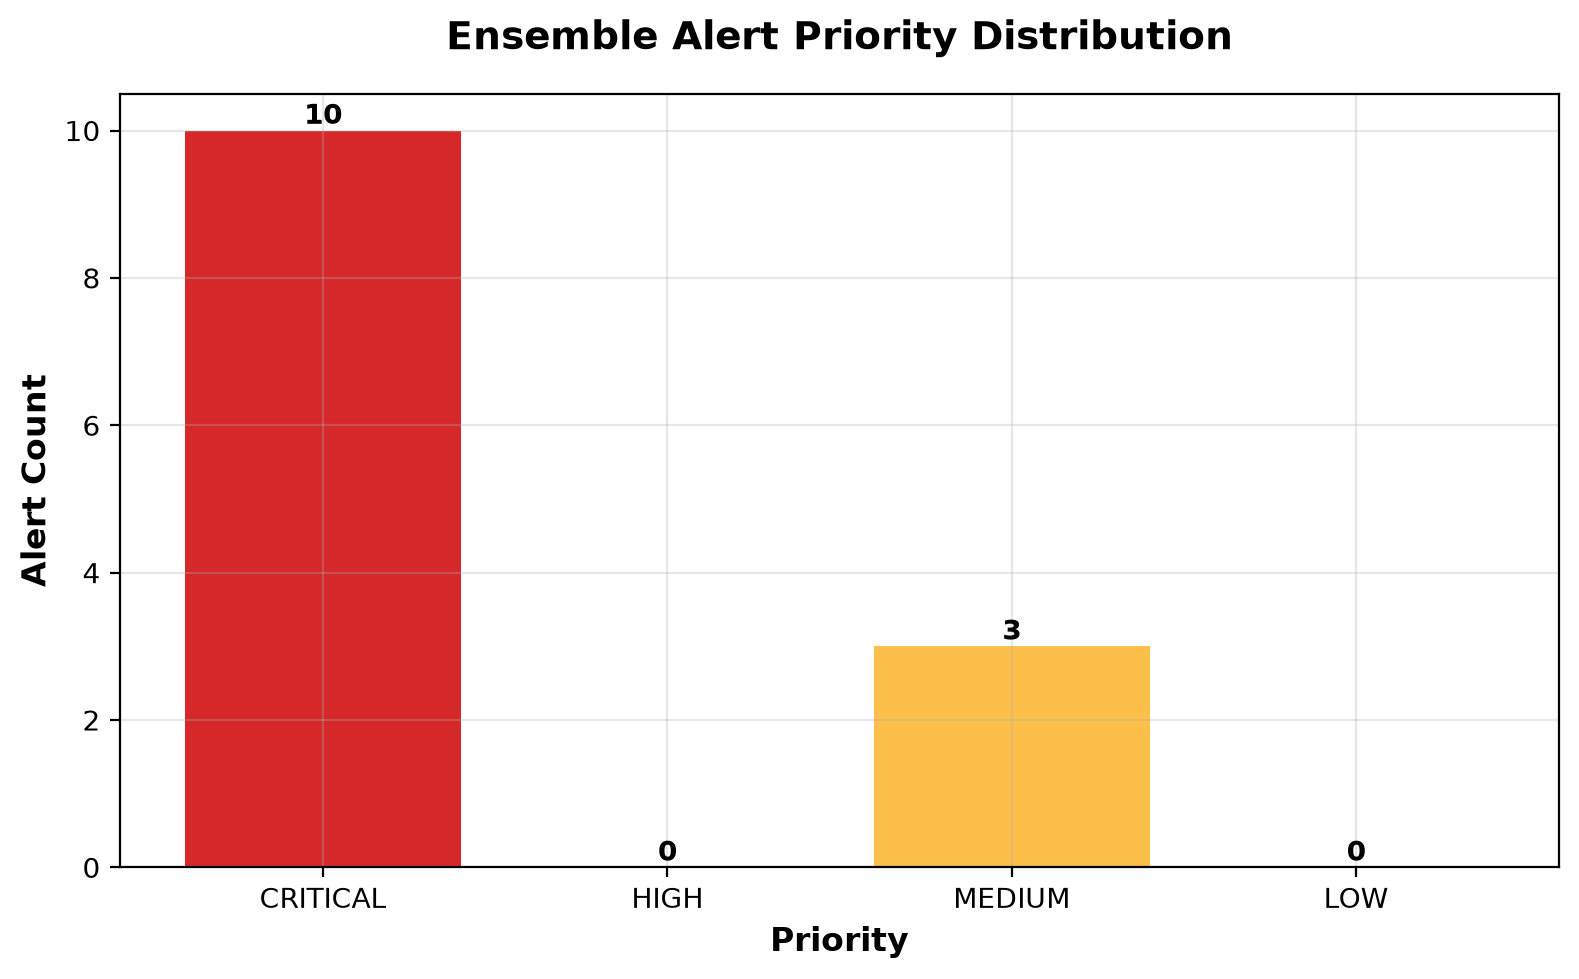 Ensemble Alert Priority Distribution
10
10
8
6
4
3
2
0
0
0
Alert Count
CRITICAL
HIGH
MEDIUM
LOW
Priority